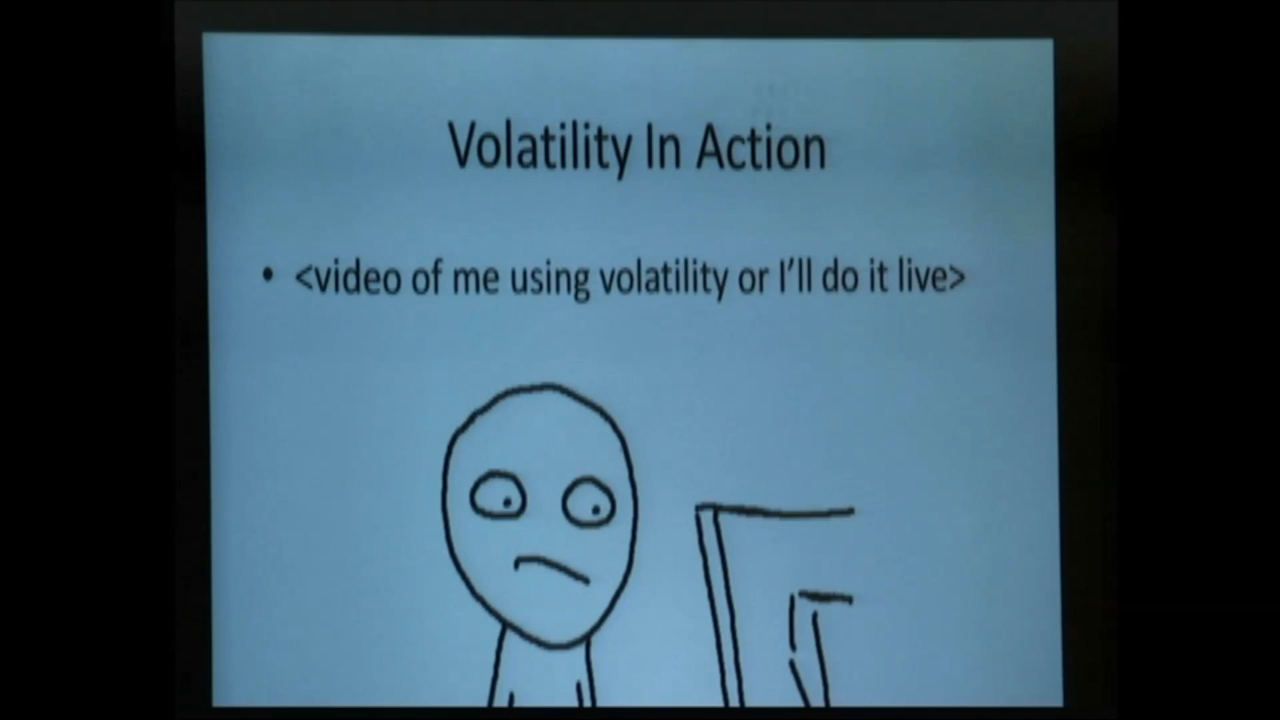 Volatility In Action
• <video of me using volatility or I'll do it live>